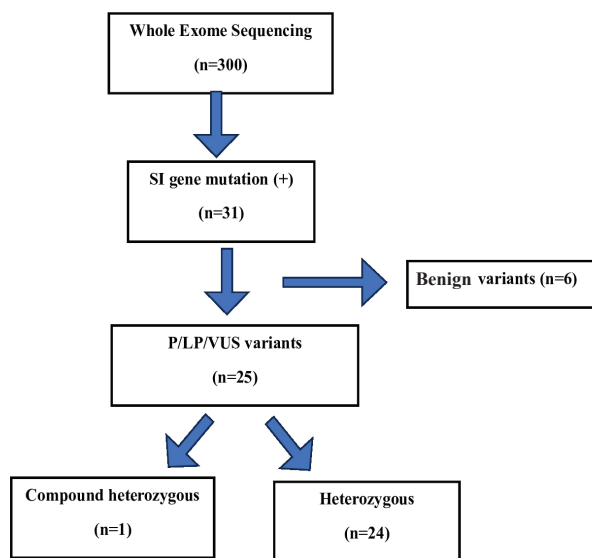 Whole Exome Sequencing
(n=300)
SI gene mutation (+)
(n=31)
Benign variants (n=6)
P/LP/VUS variants
(n=25)
Compound heterozygous
(n=1)
Heterozygous
(n=24)